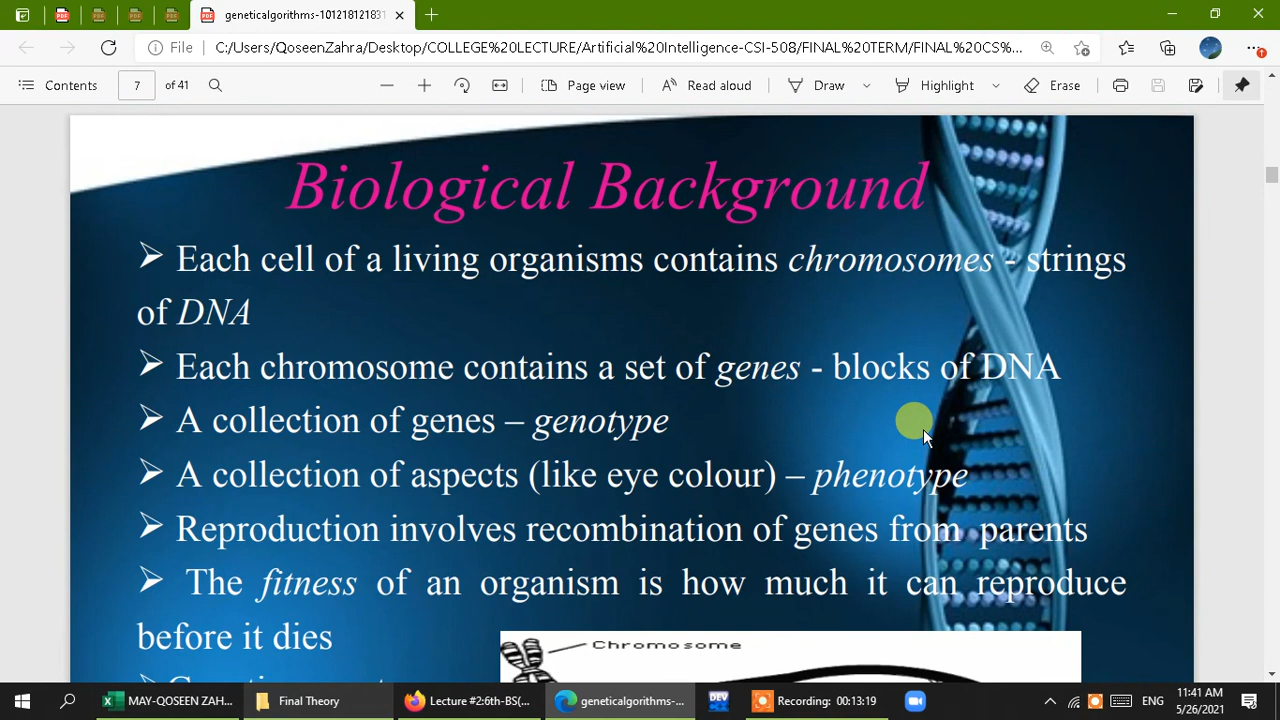 geneticalgorithms-101218121831
File
C:/Users/QoseenZahra/Desktop/COLLEGE%20LECTURE/Artificial%20Intelligence-CSI-508/FINAL%20TERM/FINAL%20CS%...
Contents 7 of 41 Page view Read aloud Draw Highlight Erase
Biological Background
Each cell of a living organisms contains chromosomes - strings
of DNA
Each chromosome contains a set of genes - blocks of DNA
A collection of genes – genotype
A collection of aspects (like eye colour) – phenotype
Reproduction involves recombination of genes from parents
The fitness of an organism is how much it can reproduce
before it dies
Chromosome
MAY-QOSEEN ZAH... Final Theory Lecture #2:6th-BS(... geneticalgorithms-... DEV Recording: 00:13:19 ENG
11:41 AM
5/26/2021